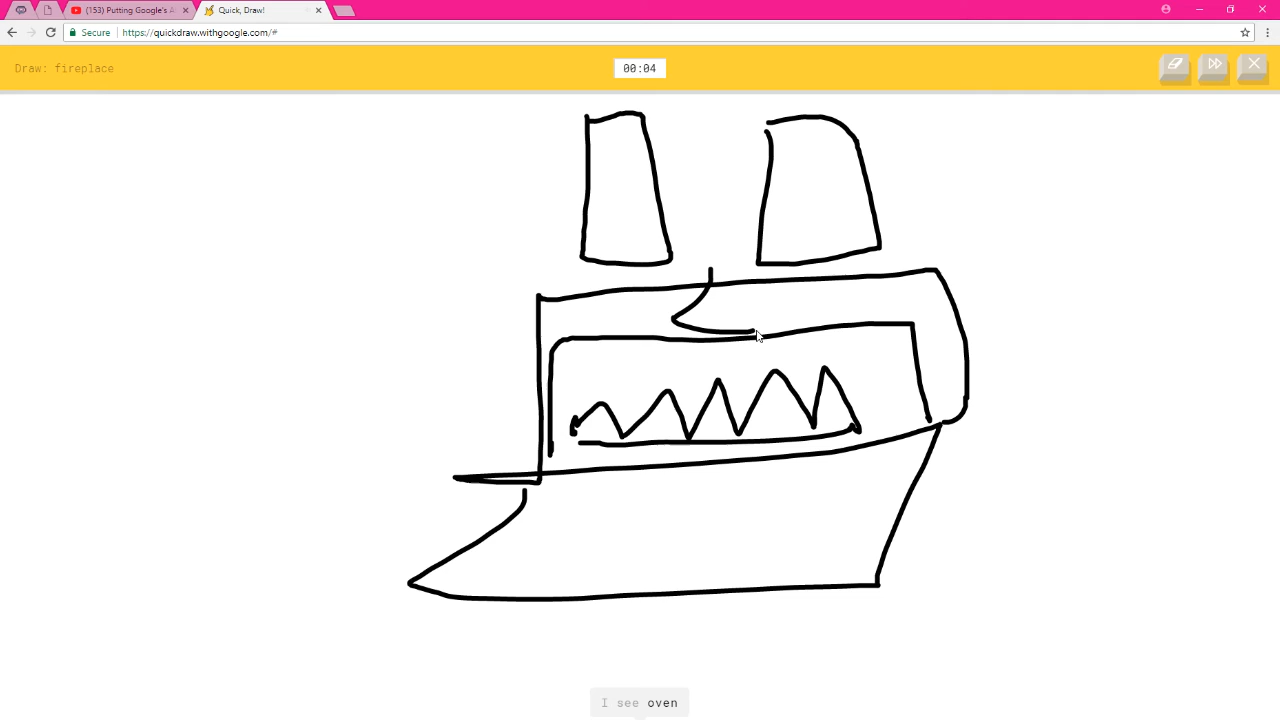 (153) Putting Google's A
Quick, Draw!
Secure
https://quickdraw.withgoogle.com/#
Draw: fireplace
00:04
I see oven